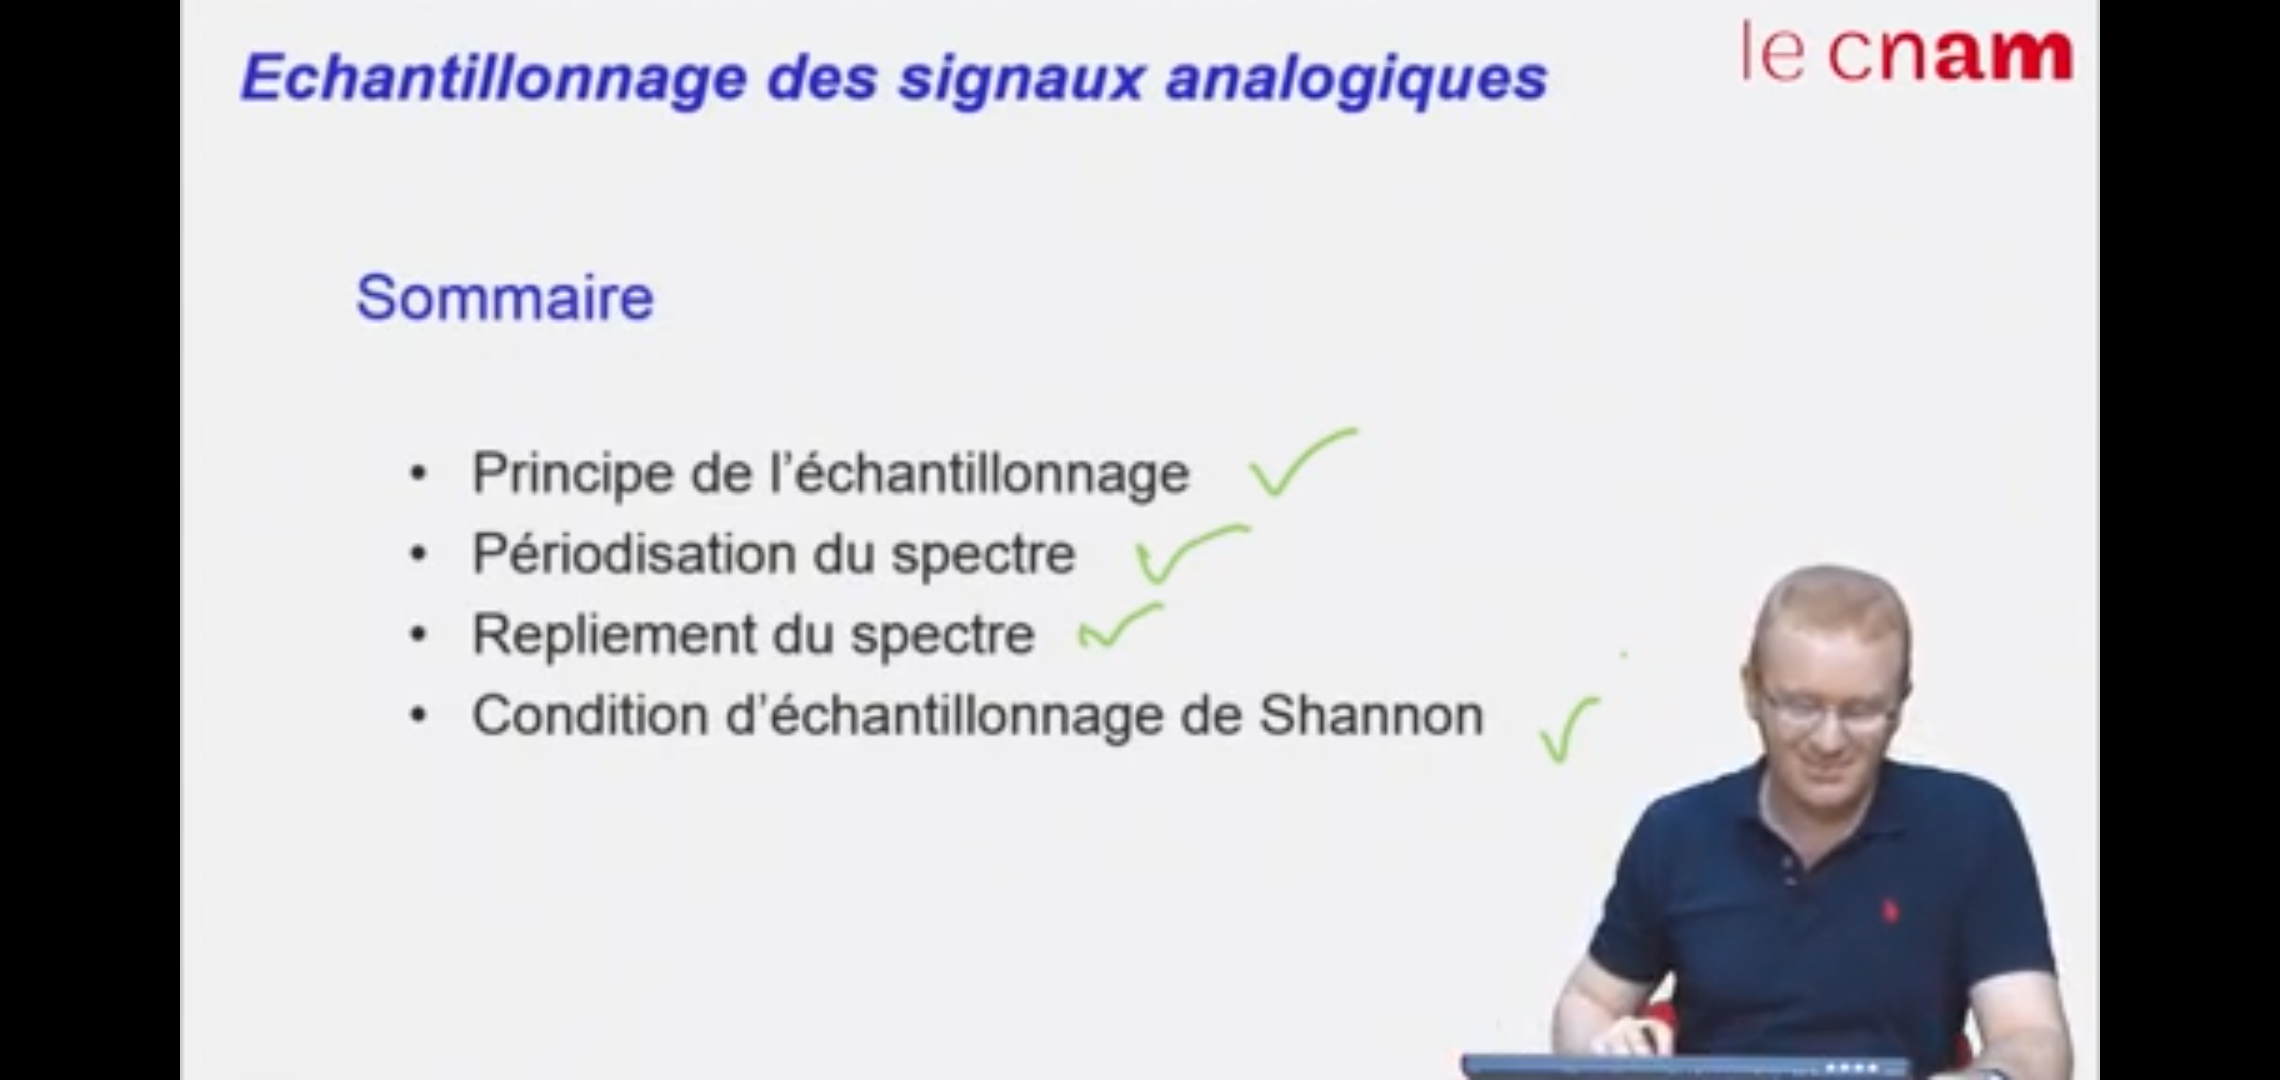 Echantillonnage des signaux analogiques
le cnam
Sommaire
• Principe de l'échantillonnage
• Périodisation du spectre
• Repliement du spectre
• Condition d'échantillonnage de Shannon